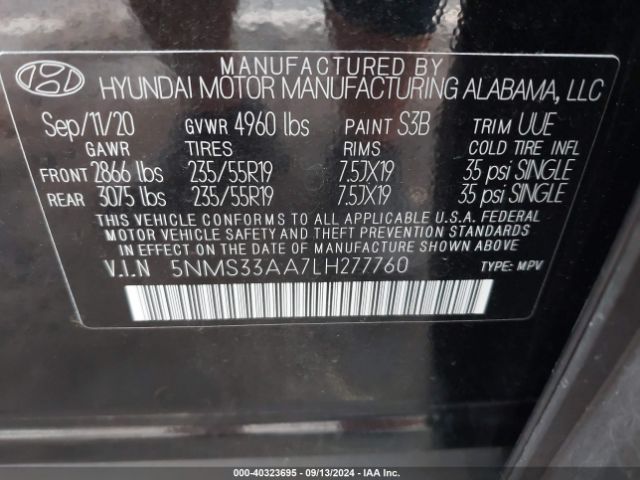 MANUFACTURED BY
HYUNDAI MOTOR MANUFACTURING ALABAMA, LLC
Sep/11/20 GVWR 4960 lbs PAINT S3B TRIM UUE
GAWR TIRES RIMS COLD TIRE INFL
FRONT 2866 lbs 235/55R19 7.5JX19 35 psi SINGLE
REAR 3075 lbs 235/55R19 7.5JX19 35 psi SINGLE
THIS VEHICLE CONFORMS TO ALL APPLICABLE U.S.A. FEDERAL
MOTOR VEHICLE SAFETY AND THEFT PREVENTION STANDARDS
IN EFFECT ON THE DATE OF MANUFACTURE SHOWN ABOVE.
V.I.N 5NMS33AA7LH277760 TYPE: MPV
000-40323695 - 09/13/2024 - IAA Inc.